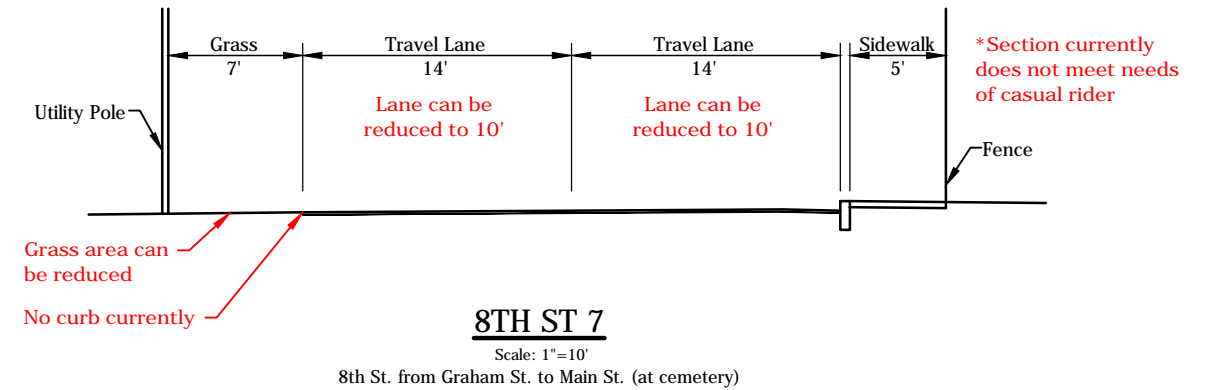 Grass
7'
Travel Lane
14'
Travel Lane
14'
Sidewalk
5'
*Section currently
does not meet needs
of casual rider
Lane can be
reduced to 10'
Lane can be
reduced to 10'
Utility Pole
Fence
Grass area can
be reduced
No curb currently
8TH ST 7
Scale: 1"=10'
8th St. from Graham St. to Main St. (at cemetery)